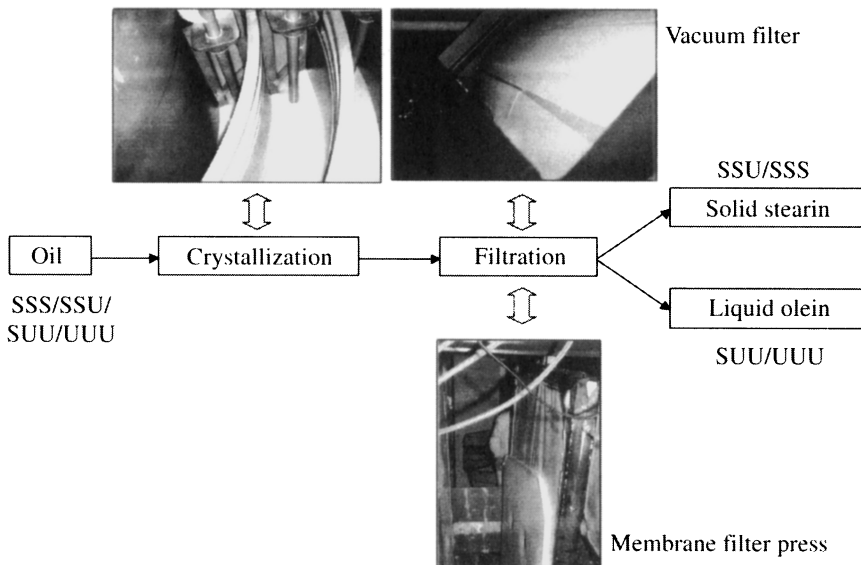 Vacuum filter
SSU/SSS
Solid stearin
Oil
Crystallization
Filtration
SSS/SSU/
SUU/UUU
Liquid olein
SUU/UUU
Membrane filter press